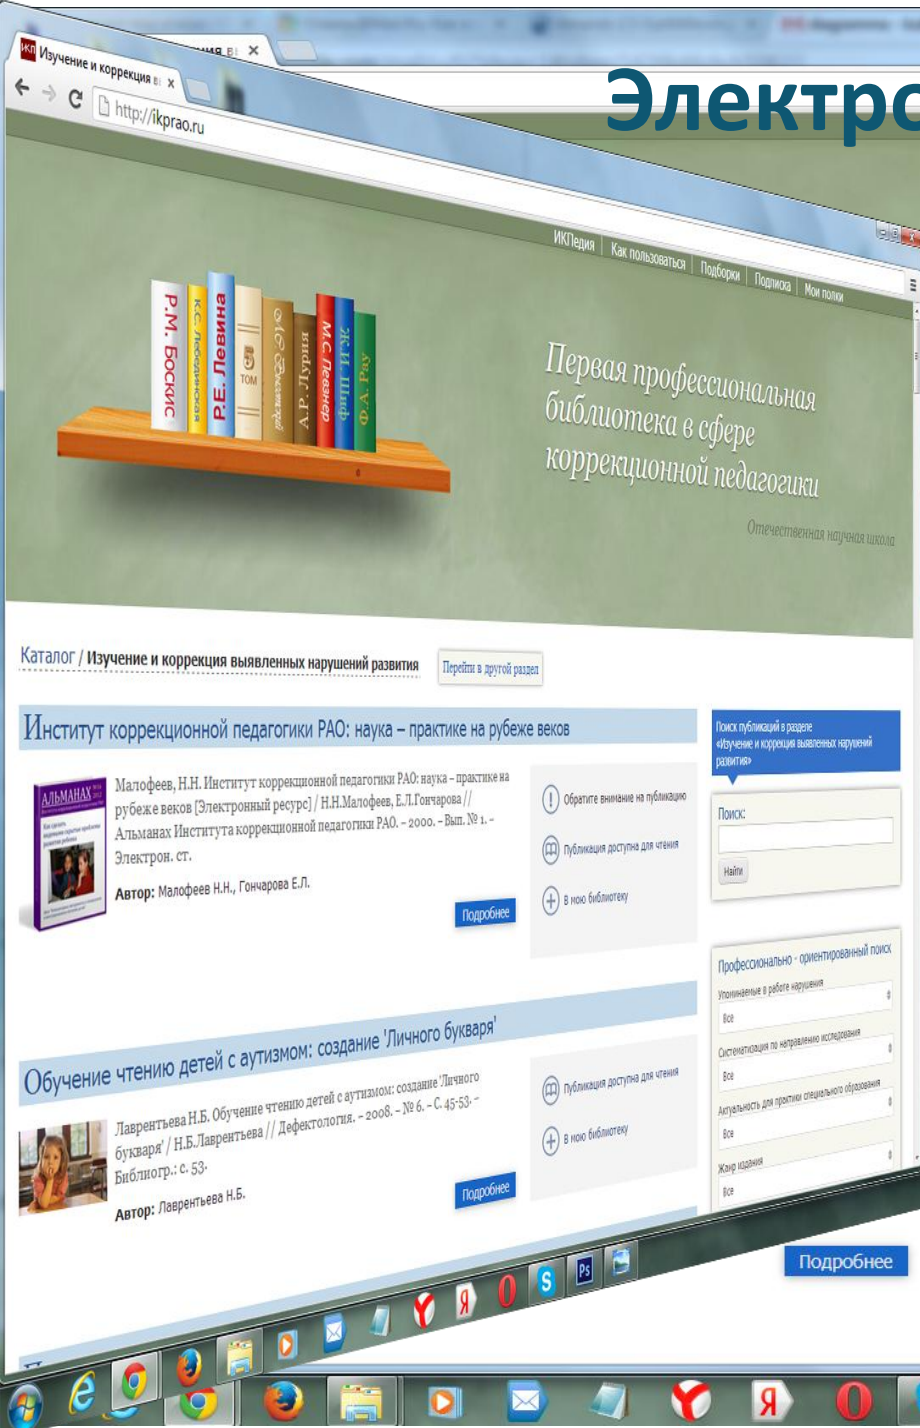 Электро
Изучение и коррекция вы
http://ikprao.ru
ИКПедия
Как пользоваться
Подборки
Подписка
Мои полки
Р.М. Боскис
К.С. Лебединская
Р.Е. Левина
ТОМ
А.Р. Лурия
М.С. Певзнер
ФИППИЖ
Ф.А. Рау
Первая профессиональная
библиотека в сфере
коррекционной педагогики
Отечественная научная школа
Каталог / Изучение и коррекция выявленных нарушений развития
Перейти в другой раздел
Институт коррекционной педагогики РАО: наука – практике на рубеже веков
АЛЬМАНАХ
Малофеев, Н.Н. Институт коррекционной педагогики РАО: наука – практике на
рубеже веков [Электронный ресурс] / Н.Н.Малофеев, Е.Л.Гончарова //
Альманах Института коррекционной педагогики РАО. – 2000. – Вып. № 1. –
Электрон. ст.
Автор: Малофеев Н.Н., Гончарова Е.Л.
Подробнее
Обратите внимание на публикацию
Публикация доступна для чтения
В мою библиотеку
Обучение чтению детей с аутизмом: создание 'Личного букваря'
Лаврентьева Н.Б. Обучение чтению детей с аутизмом: создание 'Личного
букваря' / Н.Б.Лаврентьева // Дефектология. – 2008. – № 6. – С. 45-53. –
Библиогр.: с. 53.
Автор: Лаврентьева Н.Б.
Подробнее
Публикация доступна для чтения
В мою библиотеку
Поиск публикаций в разделе
«Изучение и коррекция выявленных нарушений
развития»
Поиск:
Найти
Профессионально - ориентированный поиск
Упоминаемые в работе нарушения
Все
Систематизация по направлению исследования
Все
Актуальность для практики специального образования
Все
Жанр издания
Все
Подробнее